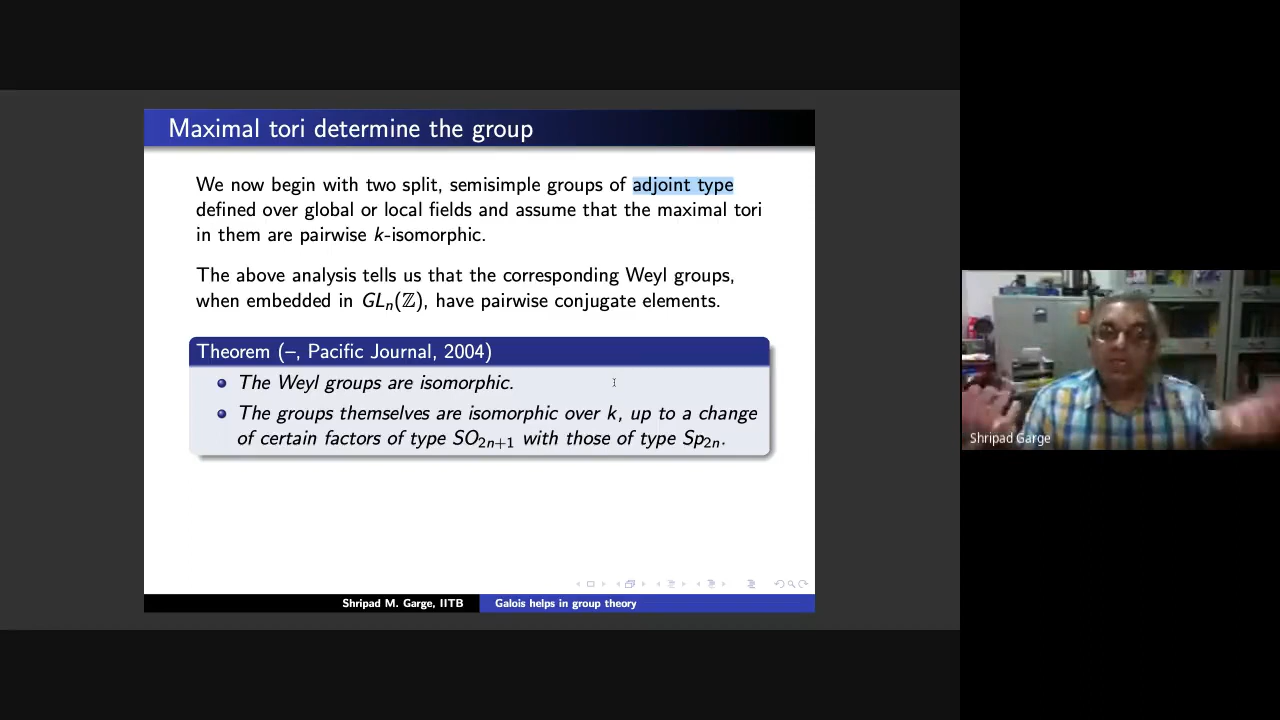 Maximal tori determine the group
We now begin with two split, semisimple groups of adjoint type
defined over global or local fields and assume that the maximal tori
in them are pairwise k-isomorphic.
The above analysis tells us that the corresponding Weyl groups,
when embedded in GLₙ(ℤ), have pairwise conjugate elements.
Theorem (–, Pacific Journal, 2004)
The Weyl groups are isomorphic.
The groups themselves are isomorphic over k, up to a change
of certain factors of type SO₂ₙ₊₁ with those of type Sp₂ₙ.
Shripad M. Garge, IITB
Galois helps in group theory
Shripad Garge